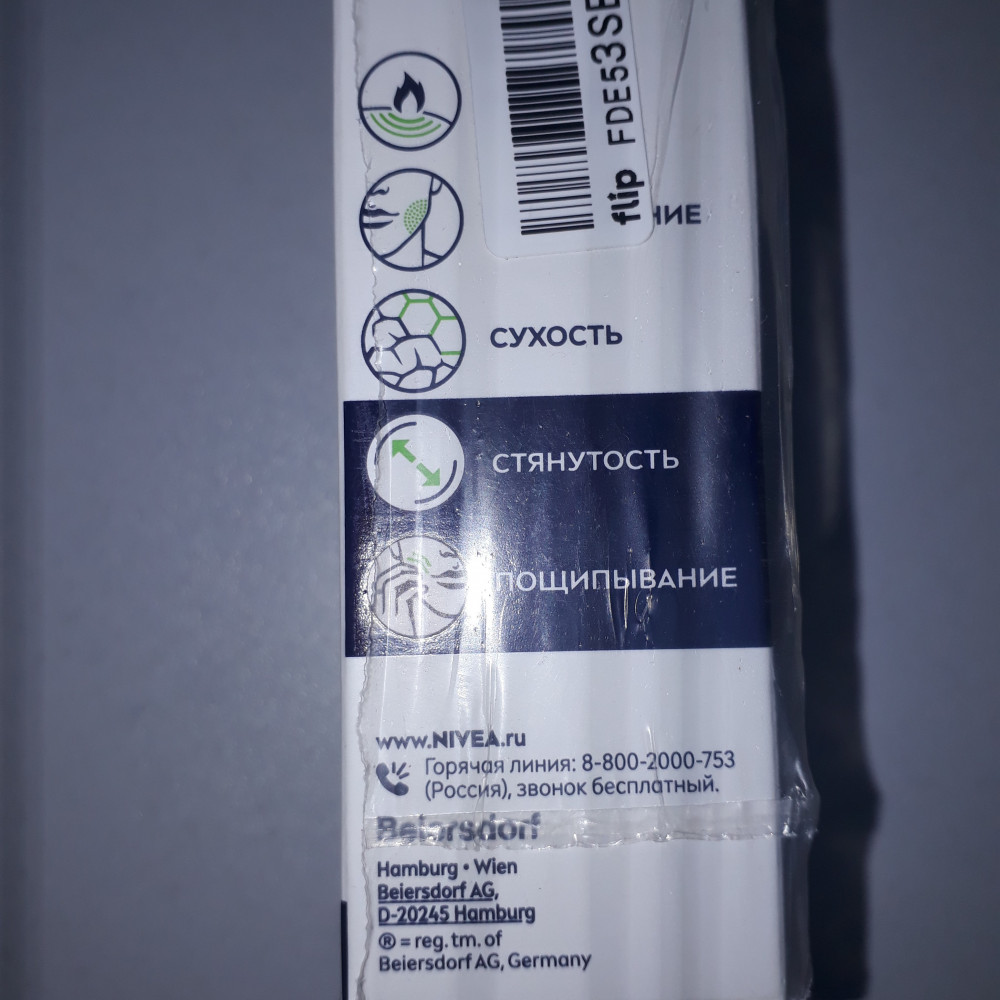 flip FDE53SE
СУХОСТЬ
СТЯНУТОСТЬ
ПОЩИПЫВАНИЕ
www.NIVEA.ru
Горячая линия: 8-800-2000-753
(Россия), звонок бесплатный.
Beiersdorf
Hamburg • Wien
Beiersdorf AG,
D-20245 Hamburg
® = reg. tm. of
Beiersdorf AG, Germany